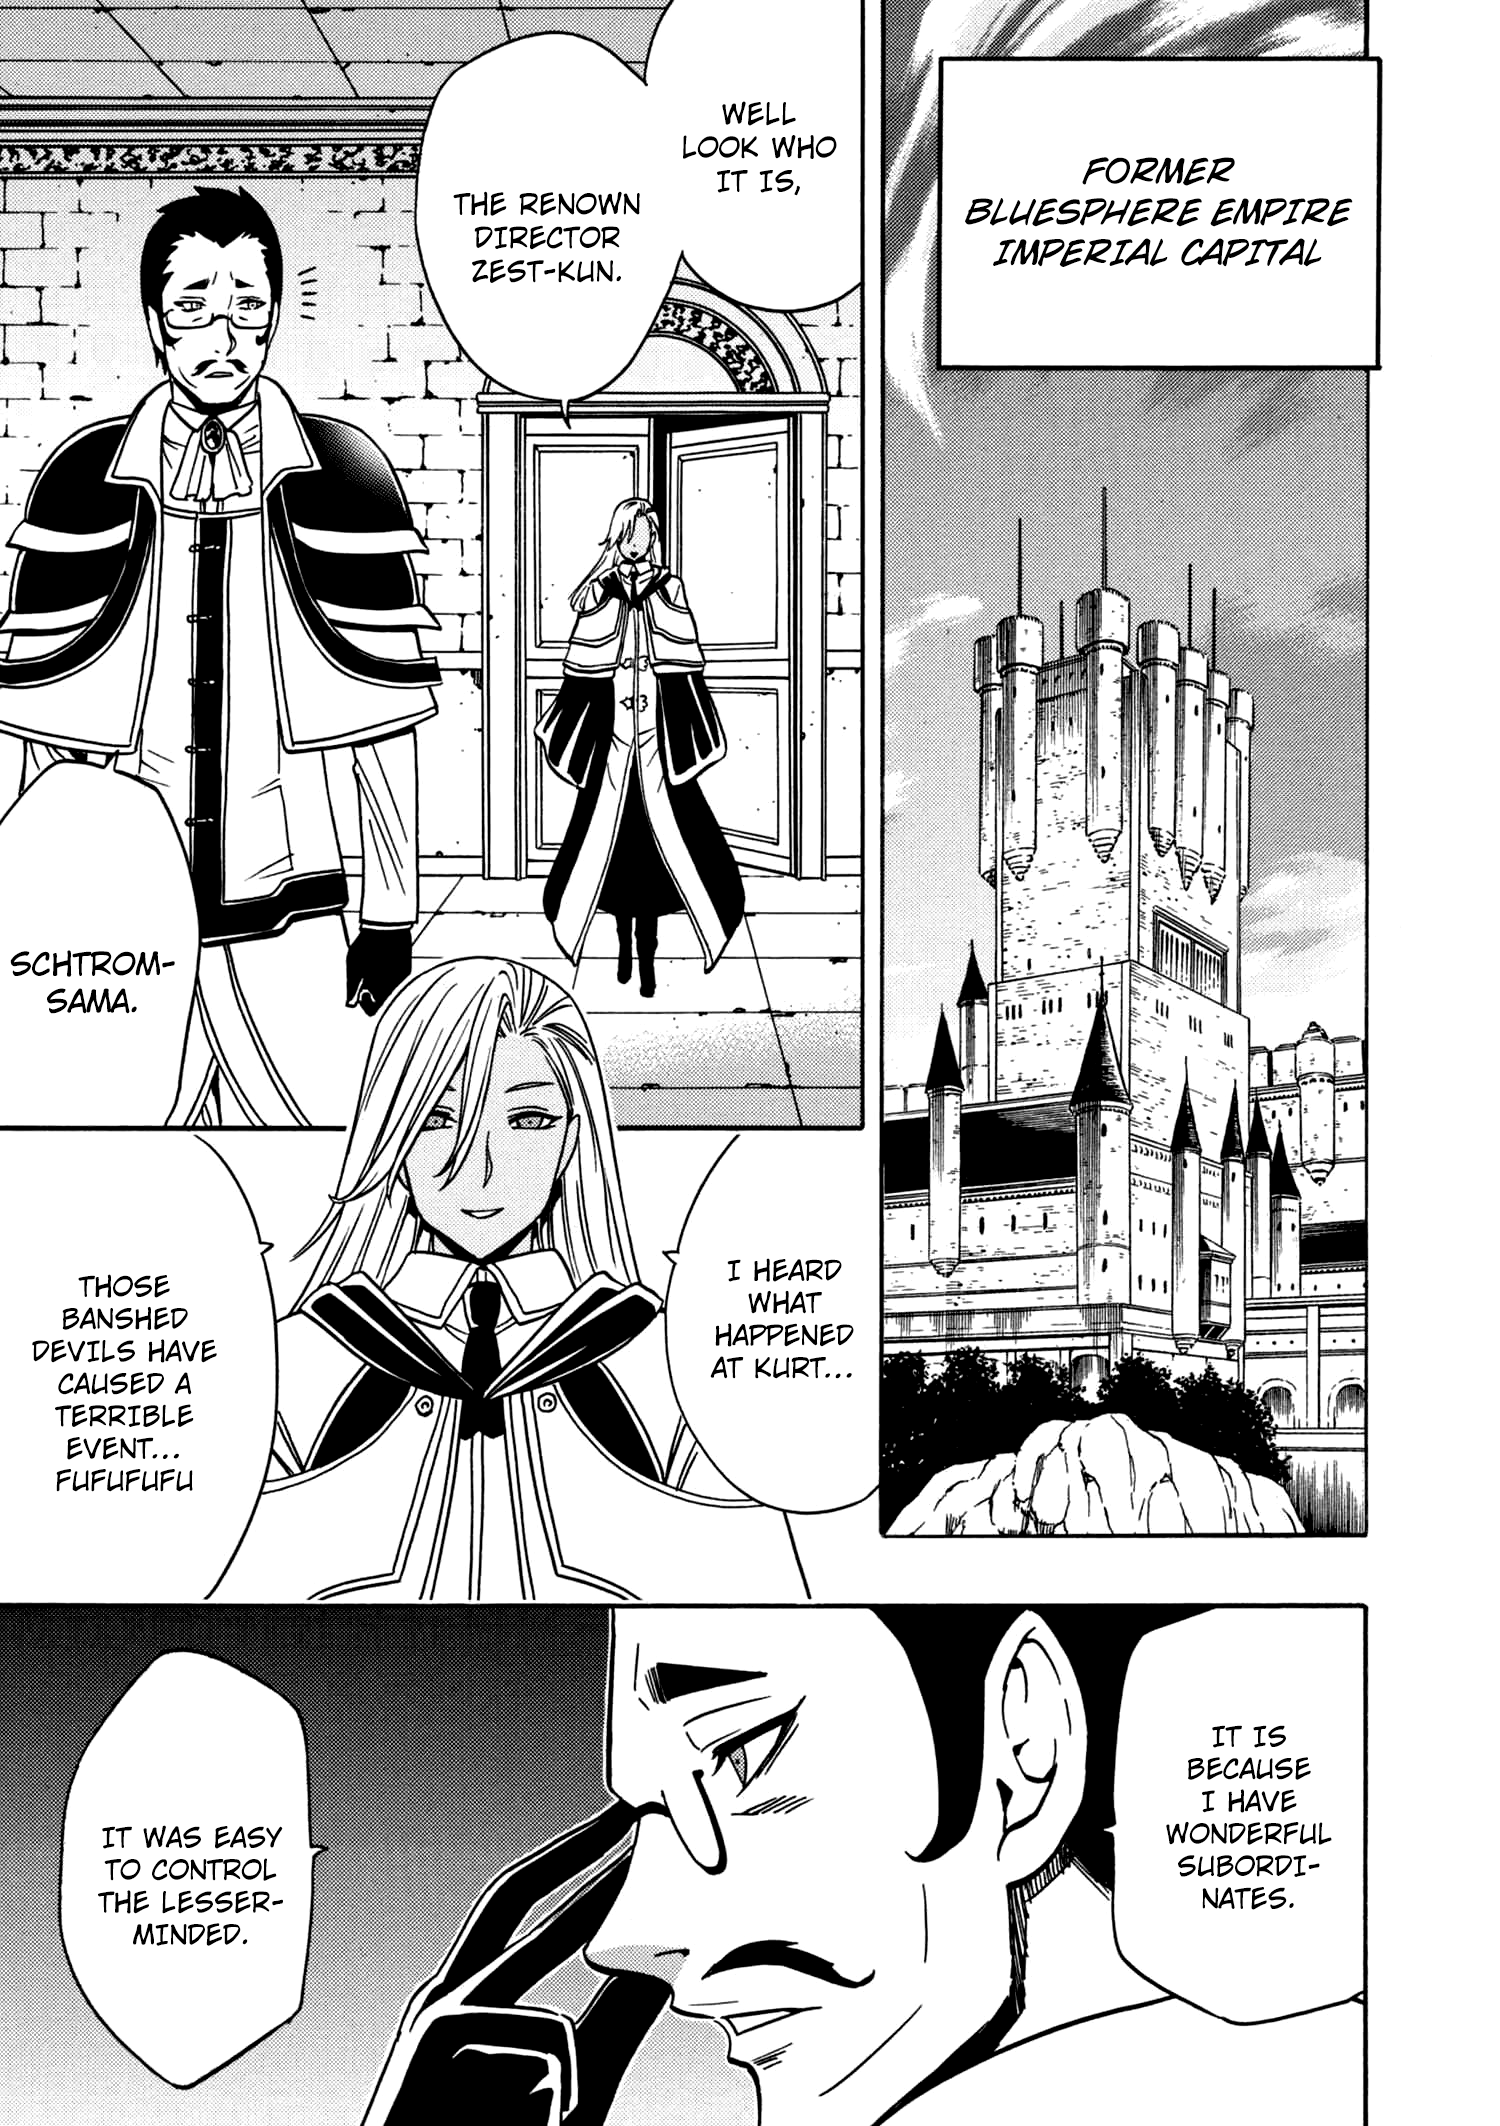 FORMER
BLUESPHERE EMPIRE
IMPERIAL CAPITAL
WELL
LOOK WHO
IT IS,
THE RENOWN
DIRECTOR
ZEST-KUN.
SCHTROM-
SAMA.
I HEARD
WHAT
HAPPENED
AT KURT...
THOSE
BANSHED
DEVILS HAVE
CAUSED A
TERRIBLE
EVENT...
FUFUFUFU
IT IS
BECAUSE
I HAVE
WONDERFUL
SUBORDI-
NATES.
IT WAS EASY
TO CONTROL
THE LESSER-
MINDED.